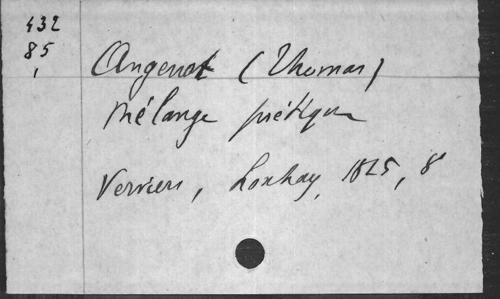 432
85
1
Angenot (Thomas)
Mélange poétique
Verviers, Loxhay, 1825, 8°